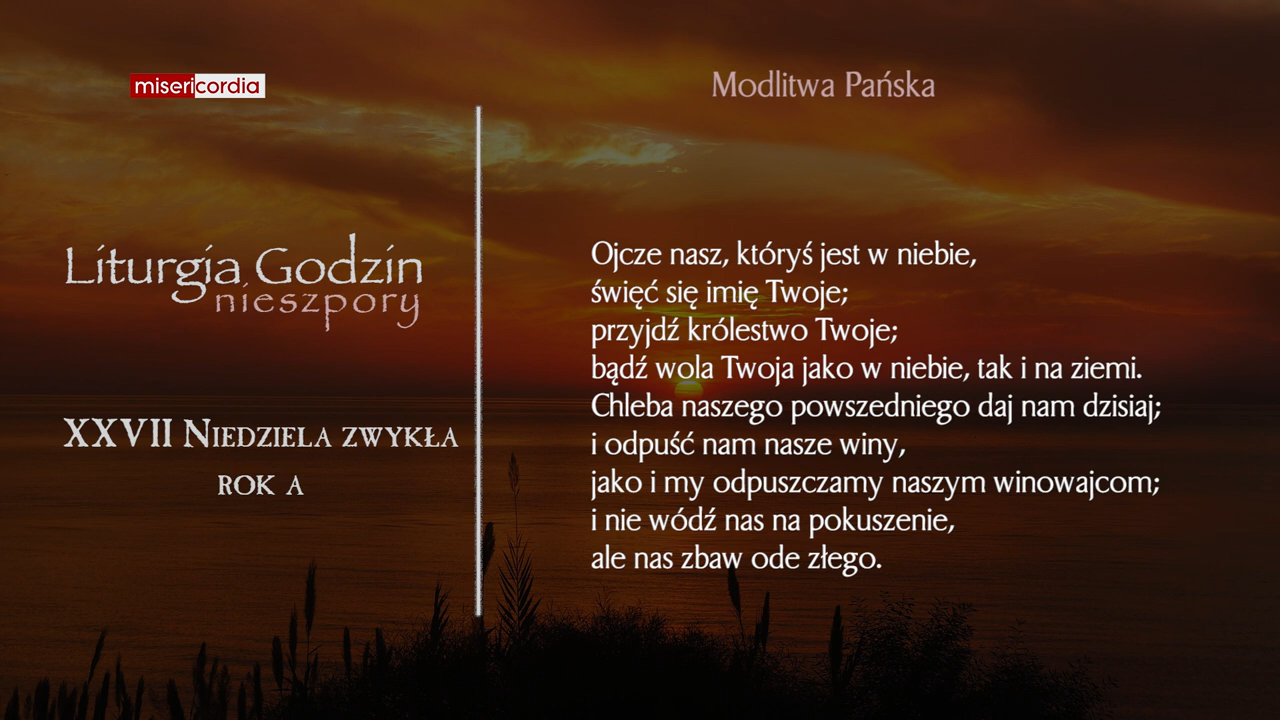 misericordia
Liturgia Godzin
nieszpory
XXVII Niedziela zwykła
rok a
Modlitwa Pańska
Ojcze nasz, któryś jest w niebie,
święć się imię Twoje;
przyjdź królestwo Twoje;
bądź wola Twoja jako w niebie, tak i na ziemi.
Chleba naszego powszedniego daj nam dzisiaj;
i odpuść nam nasze winy,
jako i my odpuszczamy naszym winowajcom;
i nie wódź nas na pokuszenie,
ale nas zbaw ode złego.